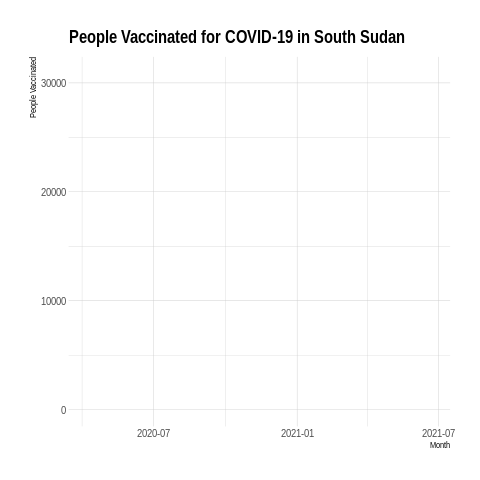 People Vaccinated for COVID-19 in South Sudan
People Vaccinated
30000
20000
10000
0
2020-07
2021-01
2021-07
Month